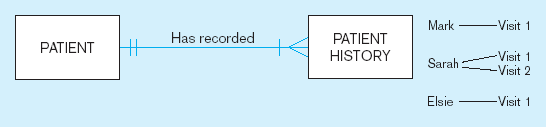 PATIENT
Has recorded
PATIENT
HISTORY
Mark
Visit 1
Sarah
Visit 1
Visit 2
Elsie
Visit 1